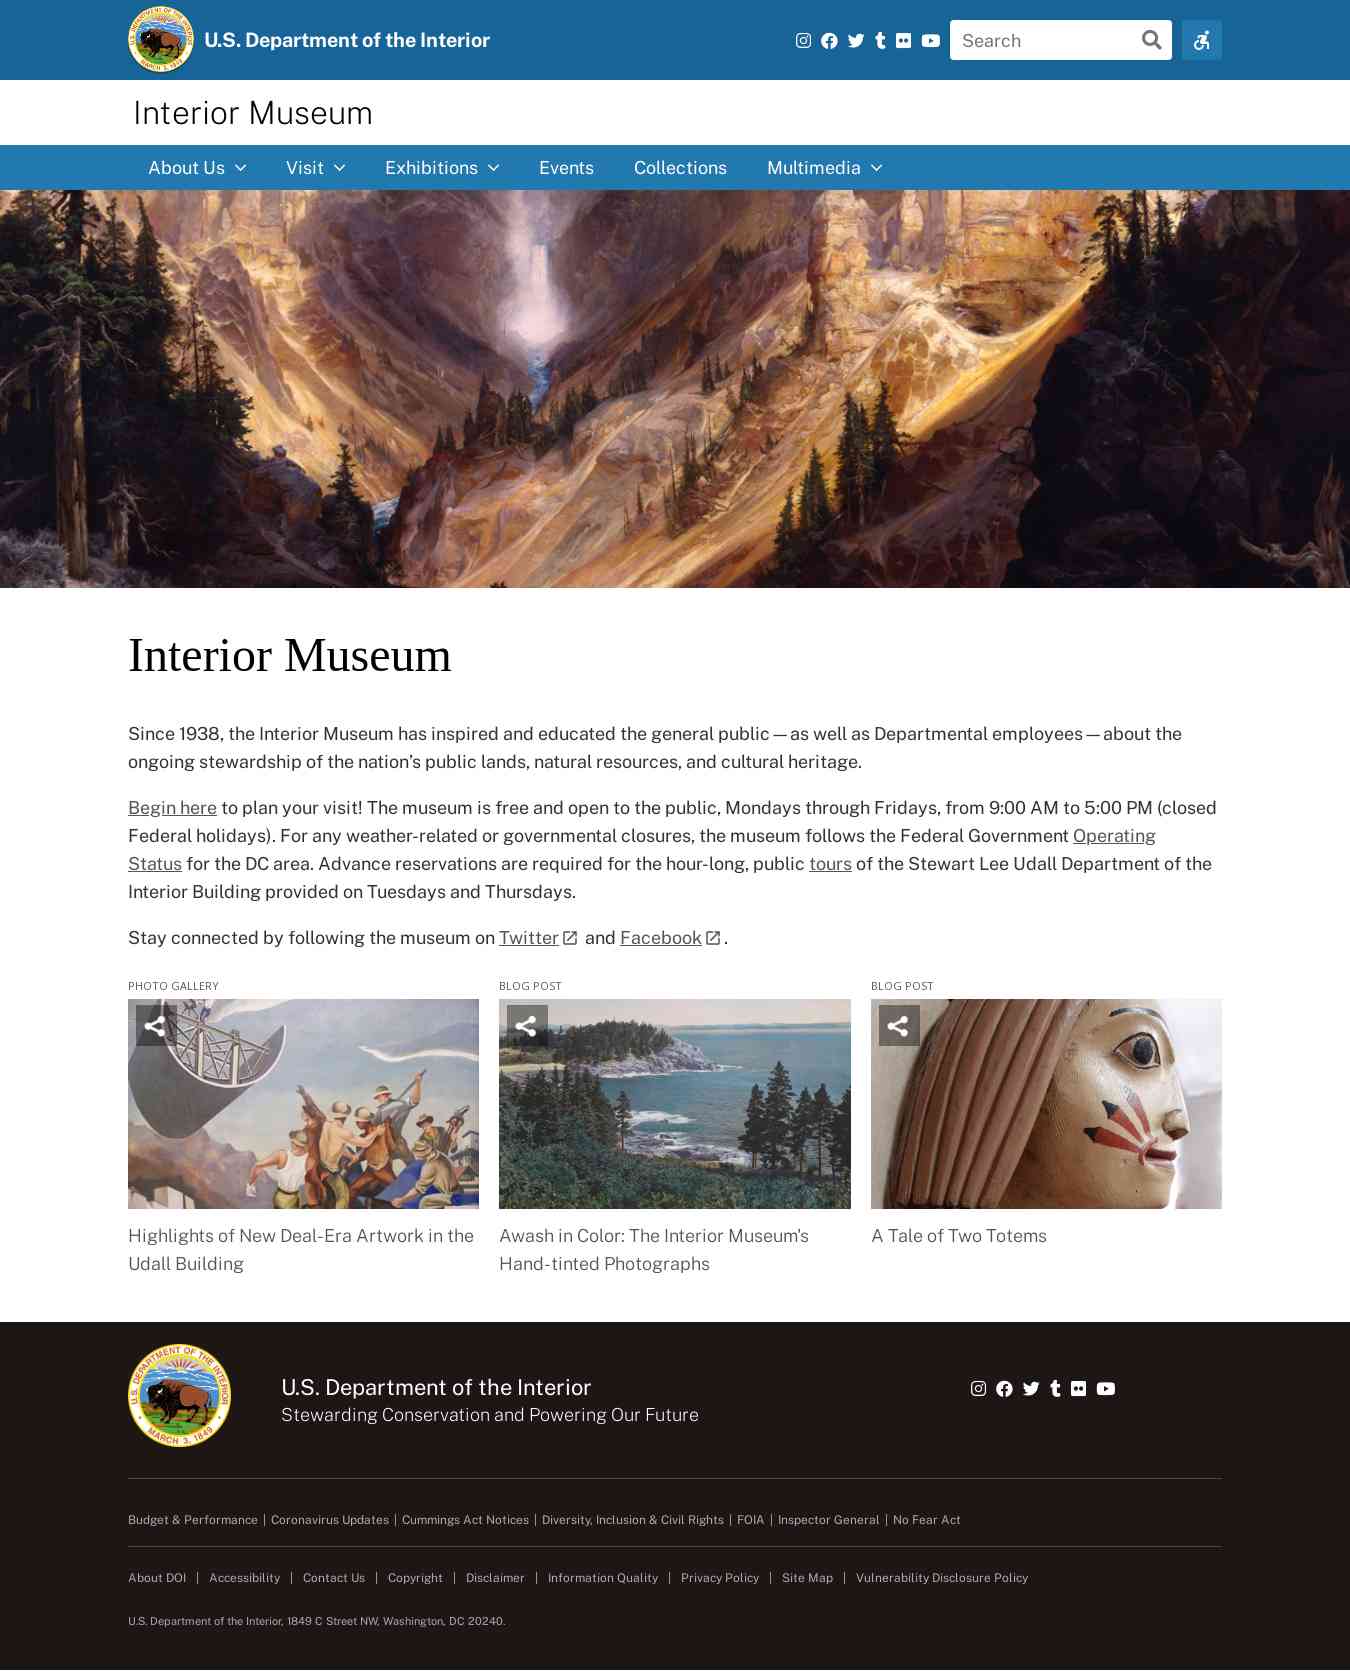 U.S. Department of the Interior
Search
Interior Museum
About Us
Visit
Exhibitions
Events
Collections
Multimedia
Interior Museum
Since 1938, the Interior Museum has inspired and educated the general public—as well as Departmental employees—about the
ongoing stewardship of the nation’s public lands, natural resources, and cultural heritage.
Begin here to plan your visit! The museum is free and open to the public, Mondays through Fridays, from 9:00 AM to 5:00 PM (closed
Federal holidays). For any weather-related or governmental closures, the museum follows the Federal Government Operating
Status for the DC area. Advance reservations are required for the hour-long, public tours of the Stewart Lee Udall Department of the
Interior Building provided on Tuesdays and Thursdays.
Stay connected by following the museum on Twitter and Facebook .
PHOTO GALLERY
BLOG POST
BLOG POST
Highlights of New Deal-Era Artwork in the
Udall Building
Awash in Color: The Interior Museum's
Hand-tinted Photographs
A Tale of Two Totems
U.S. DEPARTMENT OF THE INTERIOR
MARCH 3, 1849
U.S. Department of the Interior
Stewarding Conservation and Powering Our Future
Budget & Performance | Coronavirus Updates | Cummings Act Notices | Diversity, Inclusion & Civil Rights | FOIA | Inspector General | No Fear Act
About DOI | Accessibility | Contact Us | Copyright | Disclaimer | Information Quality | Privacy Policy | Site Map | Vulnerability Disclosure Policy
U.S. Department of the Interior, 1849 C Street NW, Washington, DC 20240.